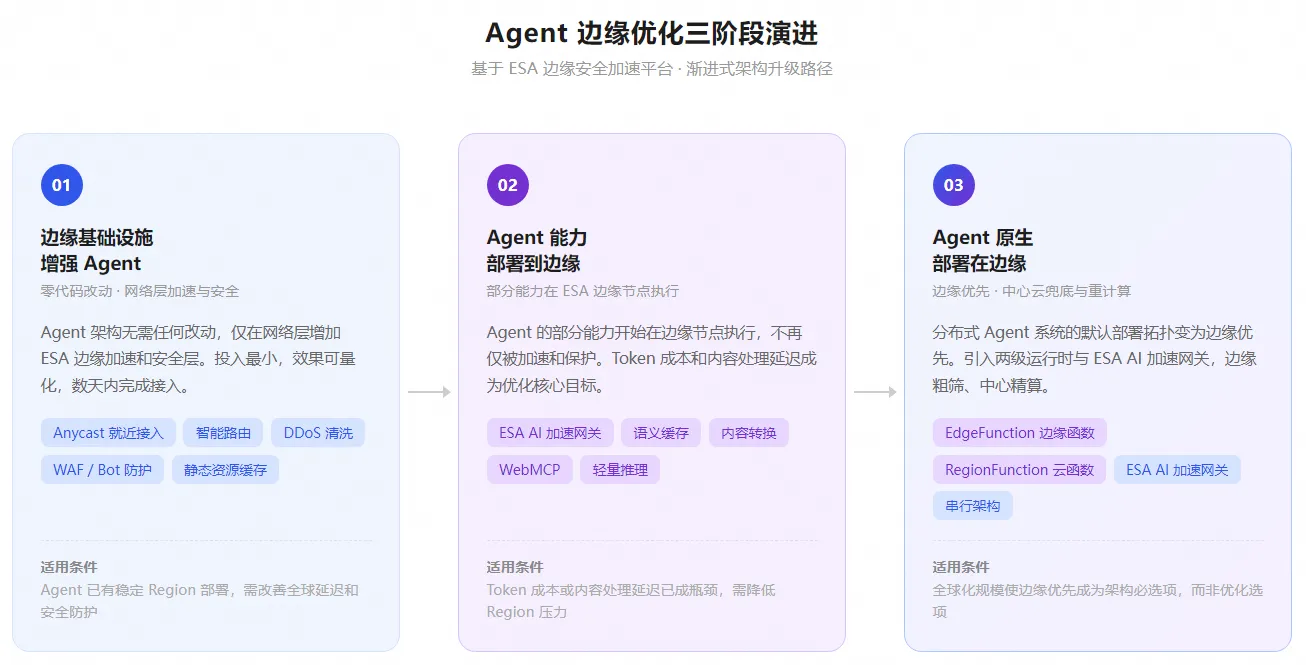 Agent 边缘优化三阶段演进
基于 ESA 边缘安全加速平台 · 渐进式架构升级路径
01
边缘基础设施
增强 Agent
零代码改动 · 网络层加速与安全
Agent 架构无需任何改动，仅在网络层增加
ESA 边缘加速和安全层。投入最小，效果可量
化，数天内完成接入。
Anycast 就近接入
智能路由
DDoS 清洗
WAF / Bot 防护
静态资源缓存
适用条件
Agent 已有稳定 Region 部署，需改善全球延迟和
安全防护
02
Agent 能力
部署到边缘
部分能力在 ESA 边缘节点执行
Agent 的部分能力开始在边缘节点执行，不再
仅被加速和保护。Token 成本和内容处理延迟成
为优化核心目标。
ESA AI 加速网关
语义缓存
内容转换
WebMCP
轻量推理
适用条件
Token 成本或内容处理延迟已成瓶颈，需降低
Region 压力
03
Agent 原生
部署在边缘
边缘优先 · 中心云兜底与重计算
分布式 Agent 系统的默认部署拓扑变为边缘优
先。引入两级运行时与 ESA AI 加速网关，边缘
粗筛、中心精算。
EdgeFunction 边缘函数
RegionFunction 云函数
ESA AI 加速网关
串行架构
适用条件
全球化规模使边缘优先成为架构必选项，而非优化选
项